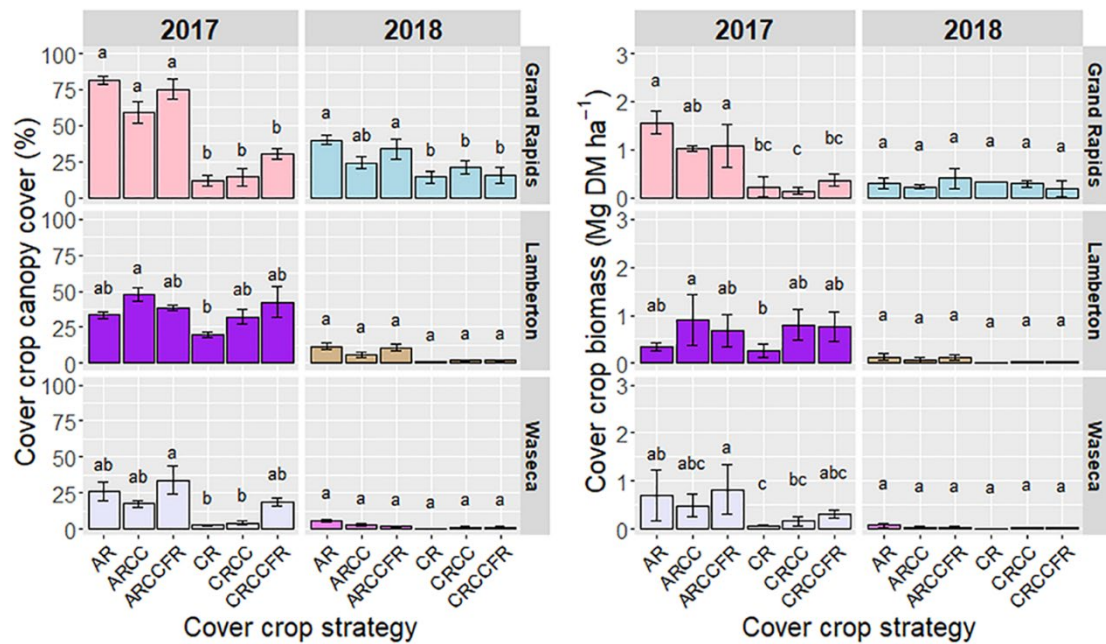 2017 2018
Cover crop canopy cover (%)
100
75
50
25
0
a a a b b b
a ab a b b b
Grand Rapids
100
75
50
25
0
ab a ab b ab ab
a a a a a a
Lamberton
100
75
50
25
0
ab ab a b b ab
a a a a a a
Waseca
AR ARCC ARCCFR CR CRCC CRCCFR AR ARCC ARCCFR CR CRCC CRCCFR
Cover crop strategy
2017 2018
Cover crop biomass (Mg DM ha⁻¹)
3
2
1
0
a ab a bc c bc
a a a a a a
Grand Rapids
3
2
1
0
ab a ab b ab ab
a a a a a a
Lamberton
3
2
1
0
ab abc a c bc abc
a a a a a a
Waseca
AR ARCC ARCCFR CR CRCC CRCCFR AR ARCC ARCCFR CR CRCC CRCCFR
Cover crop strategy